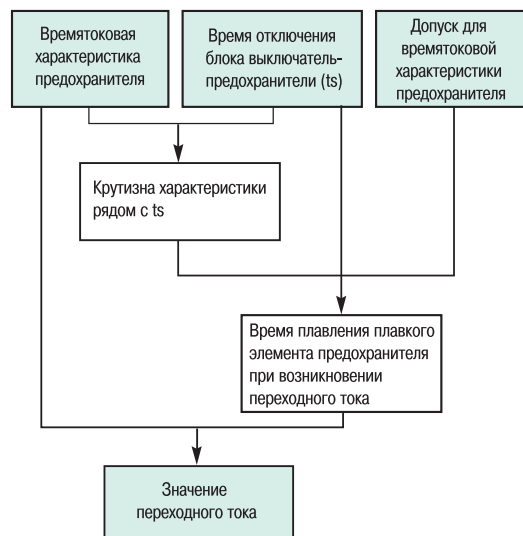 Времятоковая
характеристика
предохранителя
Время отключения
блока выключатель-
предохранители (ts)
Допуск для
времятоковой
характеристики
предохранителя
Крутизна характеристики
рядом с ts
Время плавления плавкого
элемента предохранителя
при возникновении
переходного тока
Значение
переходного тока